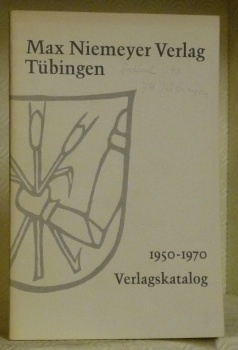 Max Niemeyer Verlag
Tübingen
1950-1970
Verlagskatalog